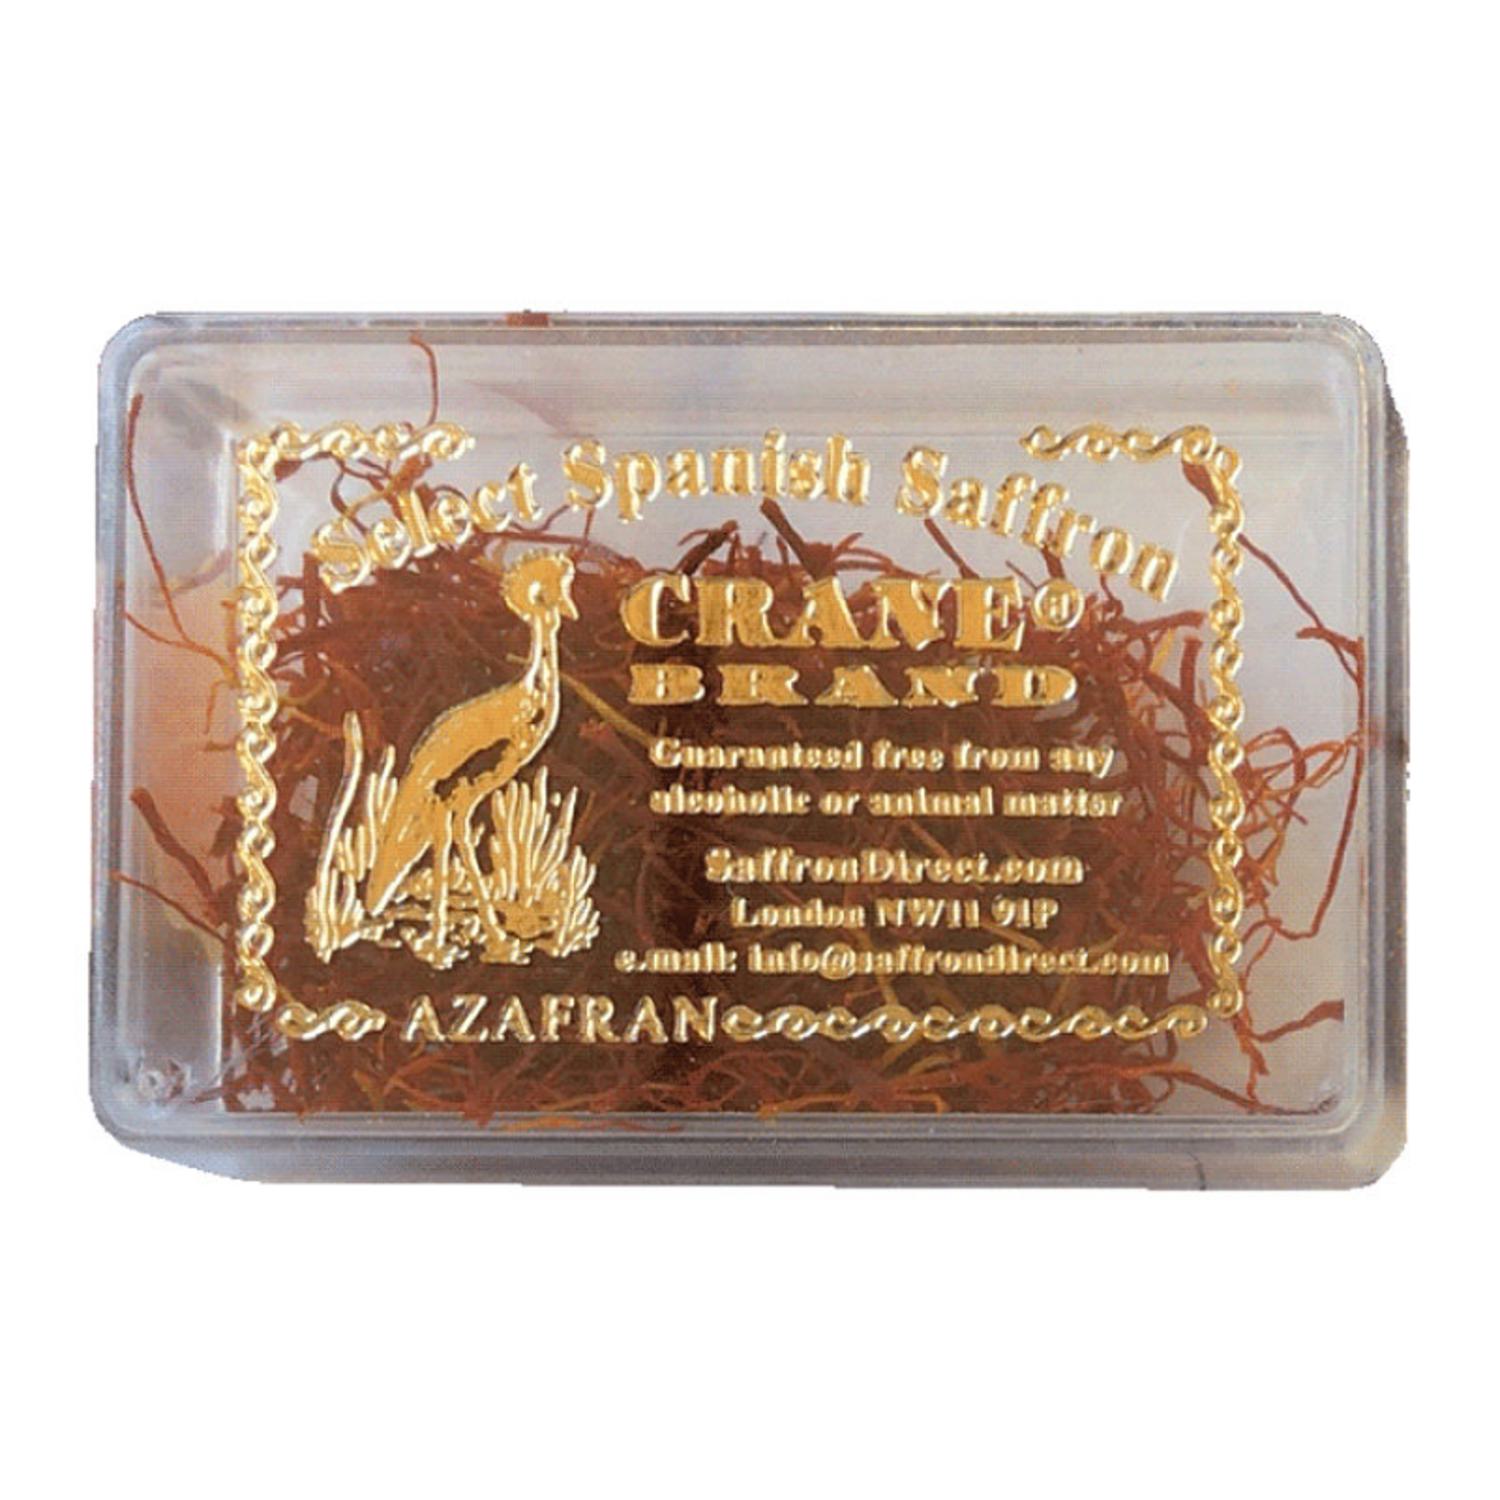 Select Spanish Saffron
CRANE®
BRAND
Guaranteed free from any
alcoholic or animal matter
SaffronDirect.com
London NW11 9JP
e.mail: info@saffrondirect.com
AZAFRAN